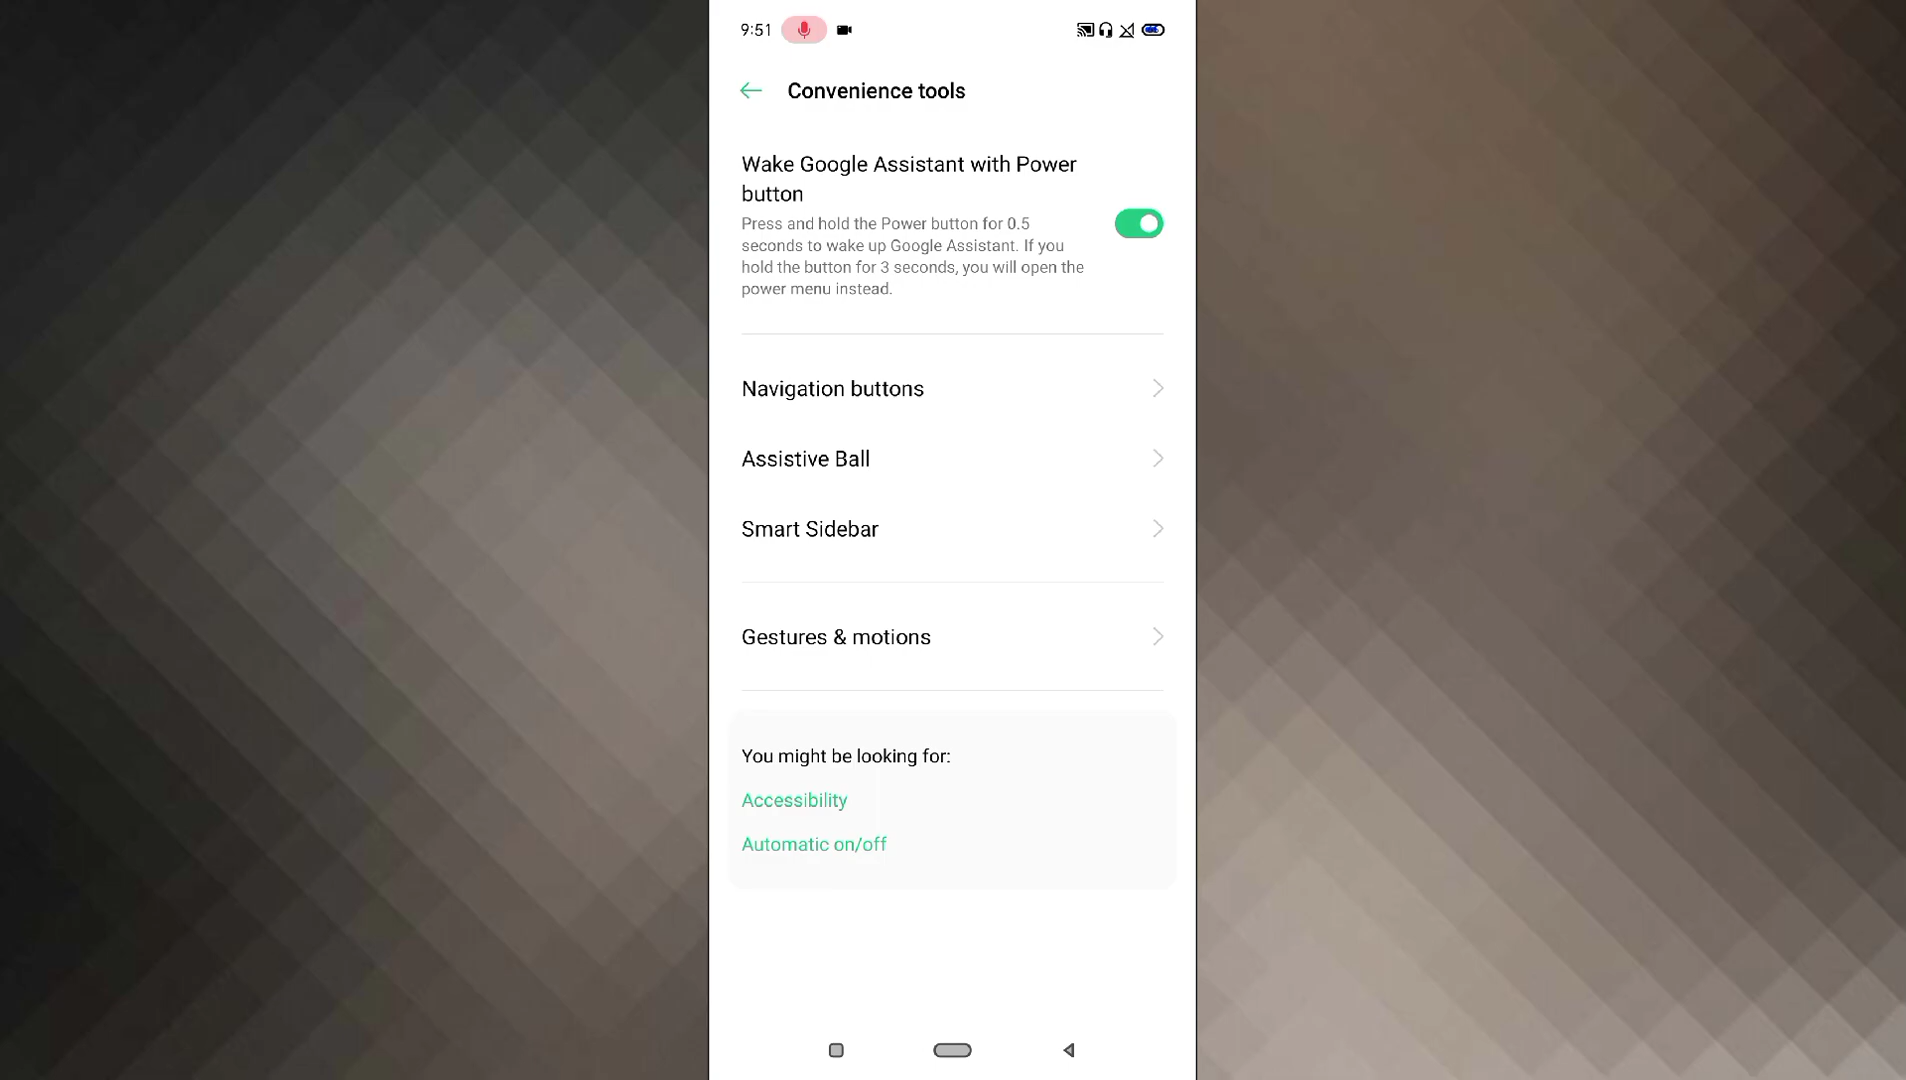 9:51
Convenience tools
Wake Google Assistant with Power
button
Press and hold the Power button for 0.5
seconds to wake up Google Assistant. If you
hold the button for 3 seconds, you will open the
power menu instead.
Navigation buttons
Assistive Ball
Smart Sidebar
Gestures & motions
You might be looking for:
Accessibility
Automatic on/off